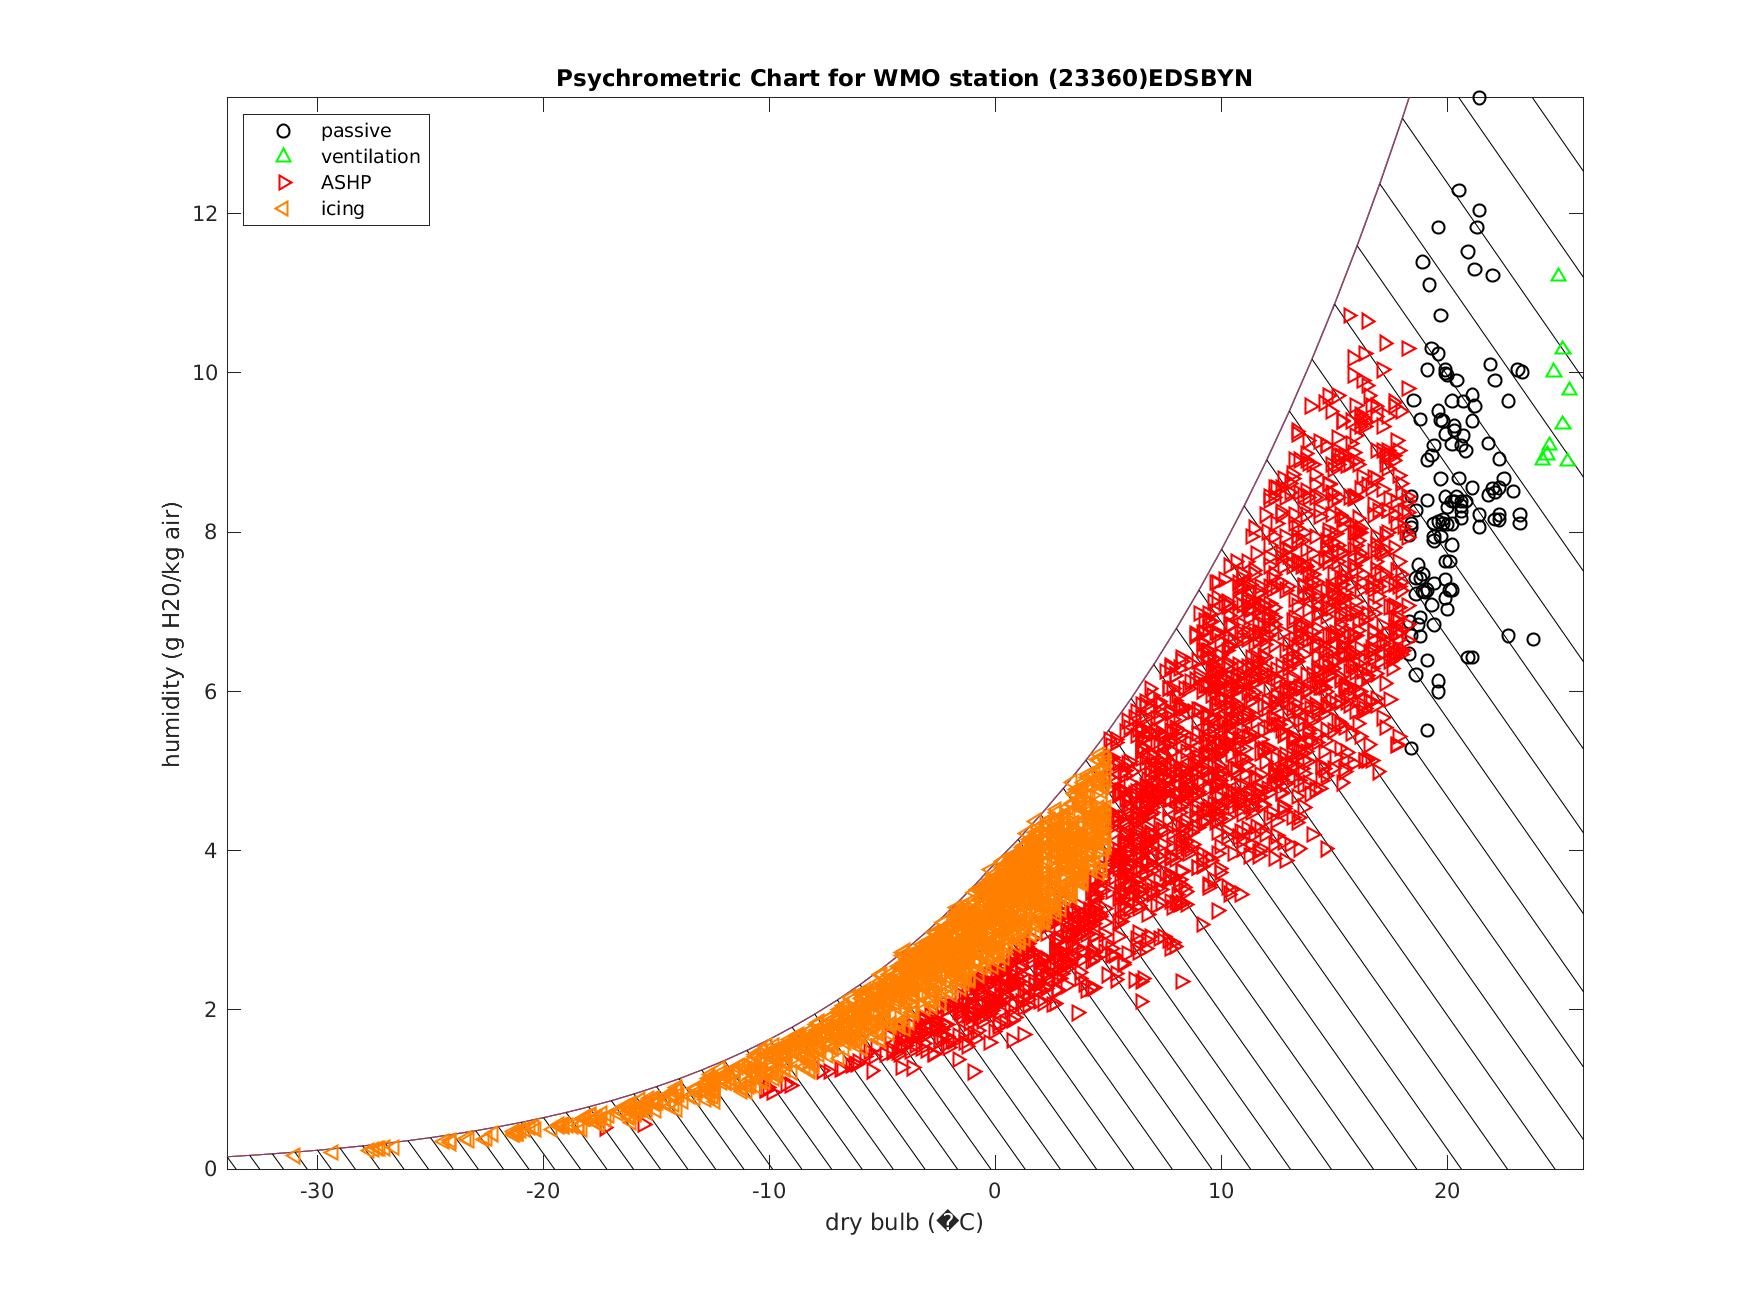 Psychrometric Chart for WMO station (23360)EDSBYN
passive
ventilation
ASHP
icing
humidity (g H20/kg air)
12
10
8
6
4
2
0
-30 -20 -10 0 10 20
dry bulb (�C)